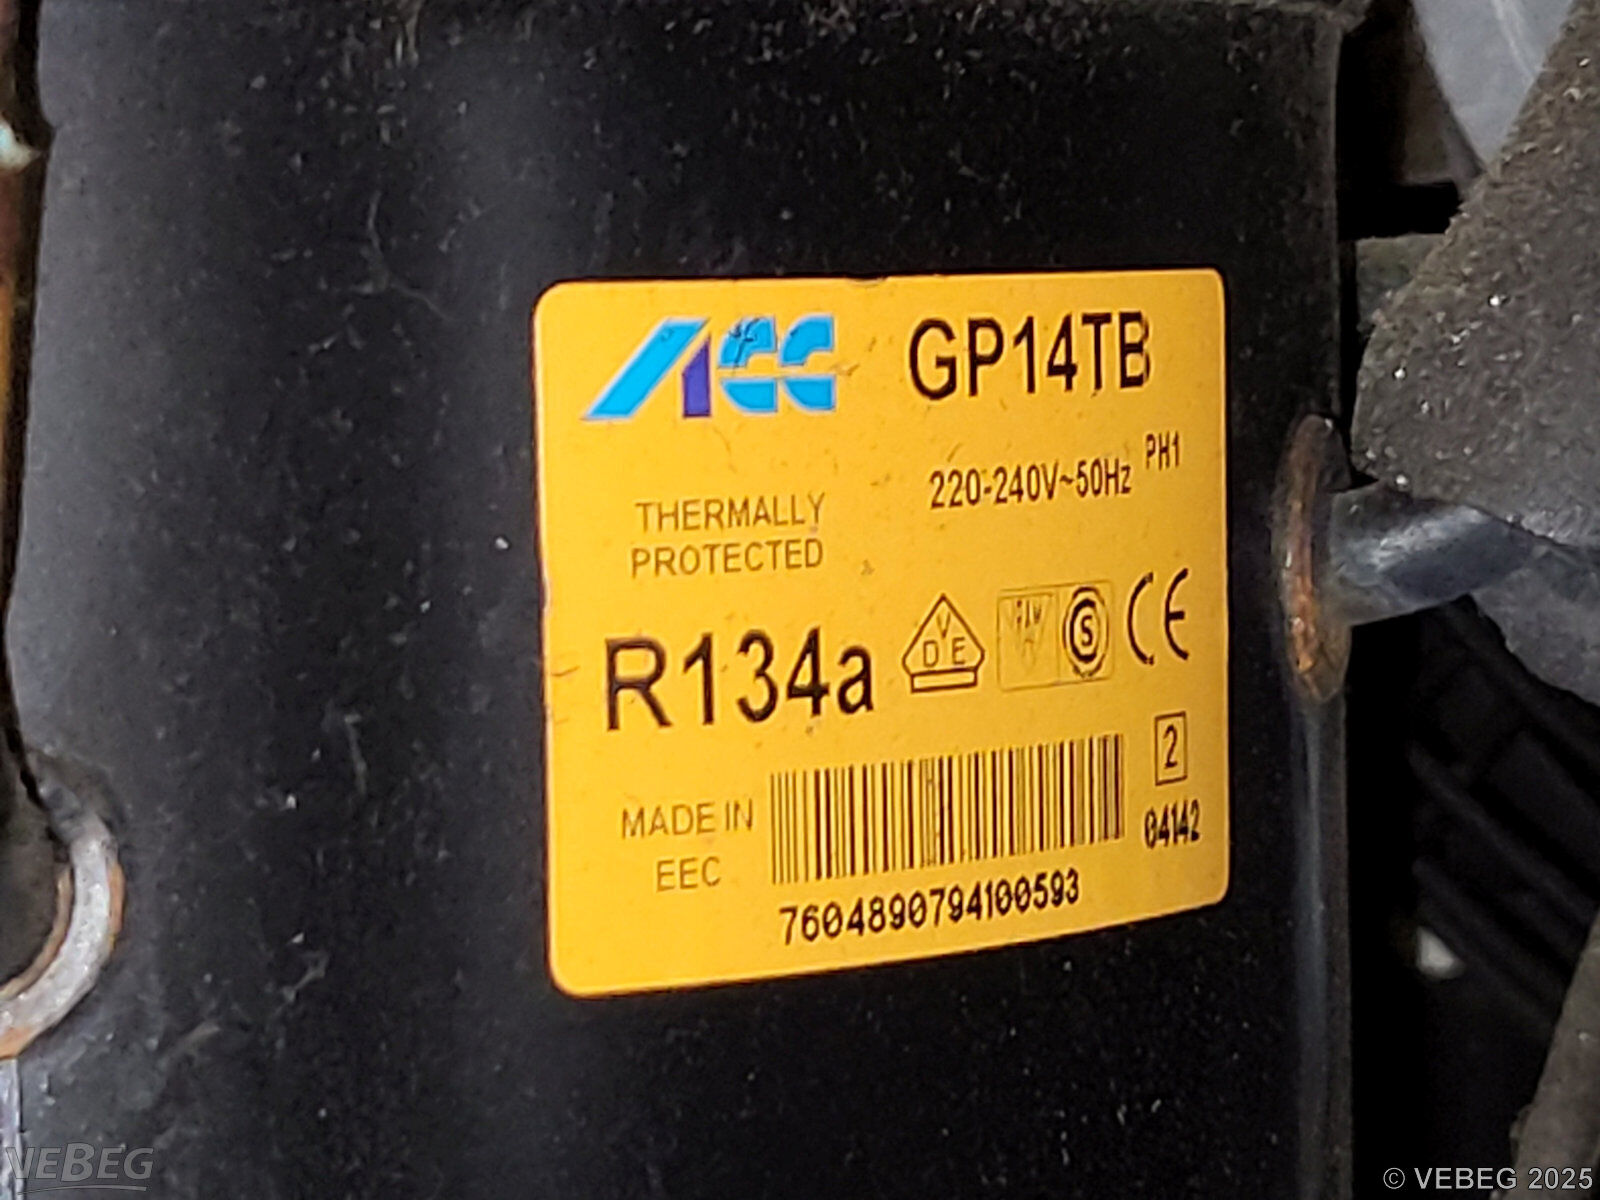 ACC GP14TB
220-240V~50Hz PH1
THERMALLY
PROTECTED
R134a
VDE
S
CE
2
MADE IN
EEC
04142
7604890794100593
VEBEG
© VEBEG 2025